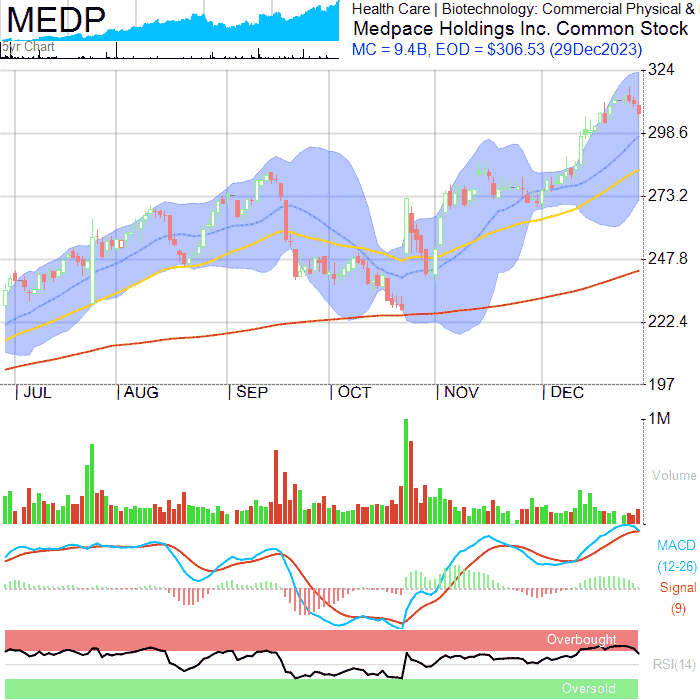 MEDP
5yr Chart
Health Care | Biotechnology: Commercial Physical &
Medpace Holdings Inc. Common Stock
MC = 9.4B, EOD = $306.53 (29Dec2023)
324
298.6
273.2
247.8
222.4
197
| JUL | AUG | SEP | OCT | NOV | DEC
1M
Volume
MACD
(12-26)
Signal
(9)
Overbought
RSI(14)
Oversold